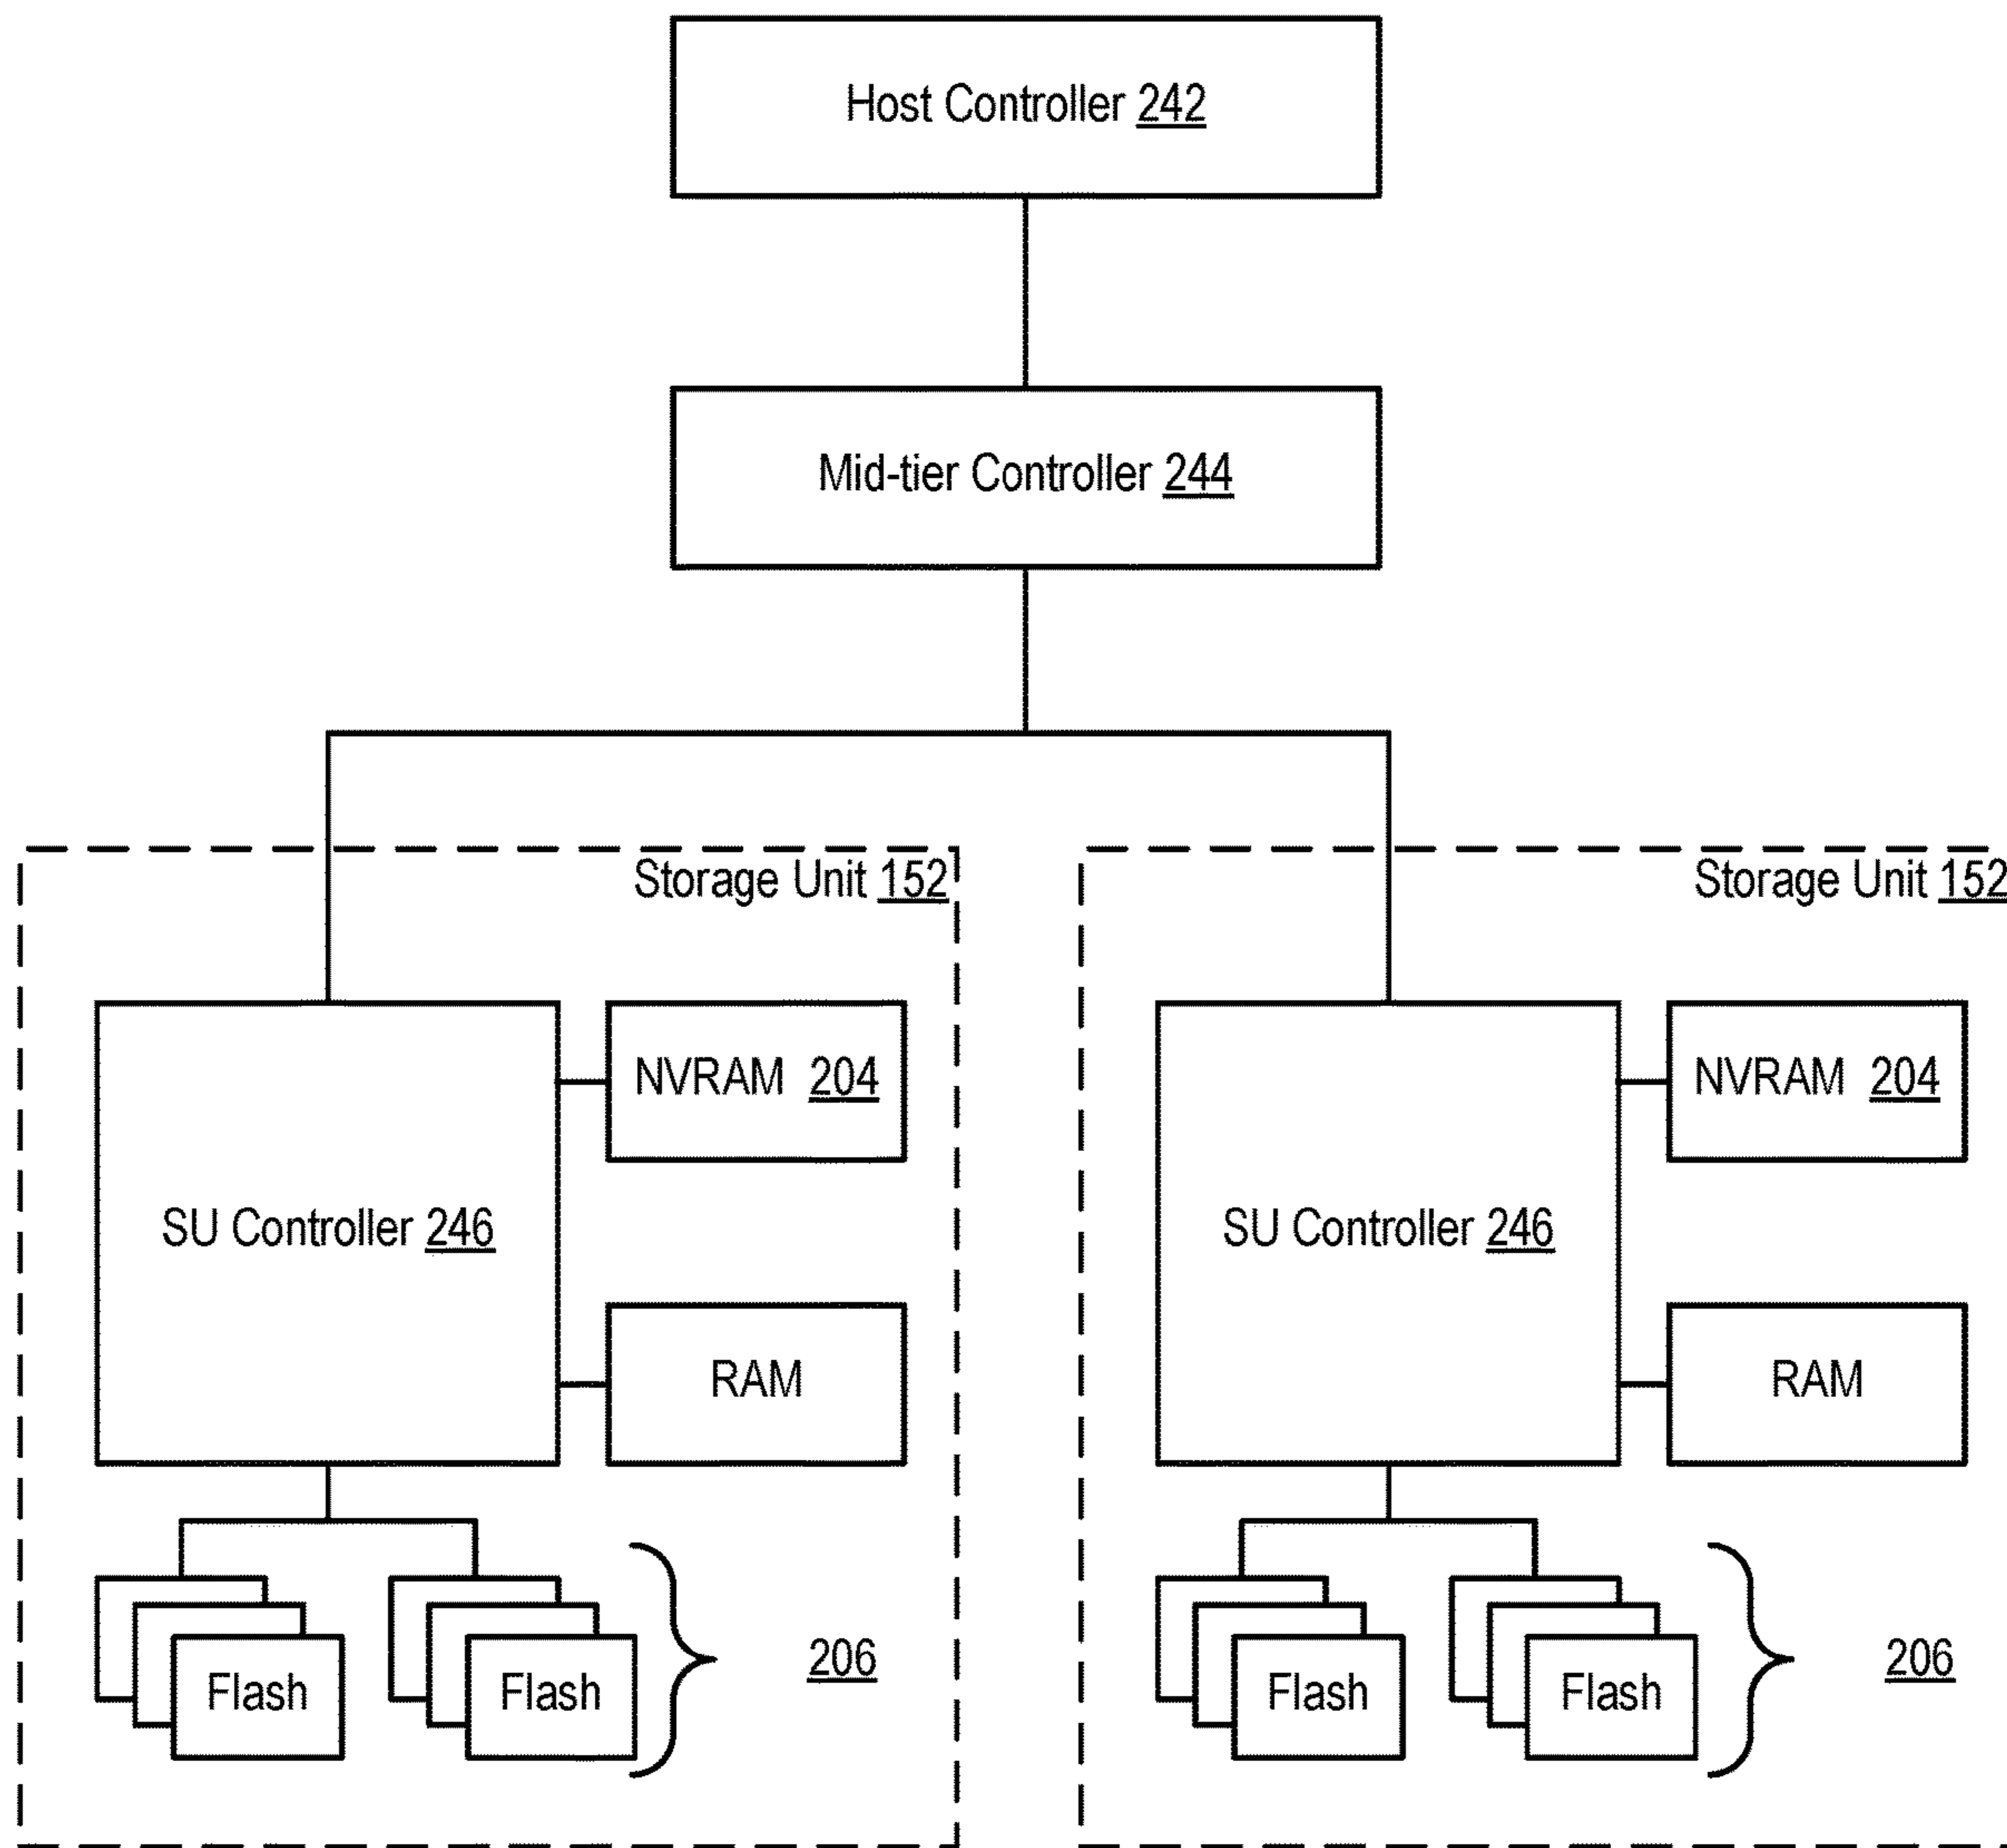 Host Controller 242
Mid-tier Controller 244
Storage Unit 152
Storage Unit 152
NVRAM 204
NVRAM 204
SU Controller 246
SU Controller 246
RAM
RAM
Flash
Flash
206
Flash
Flash
206